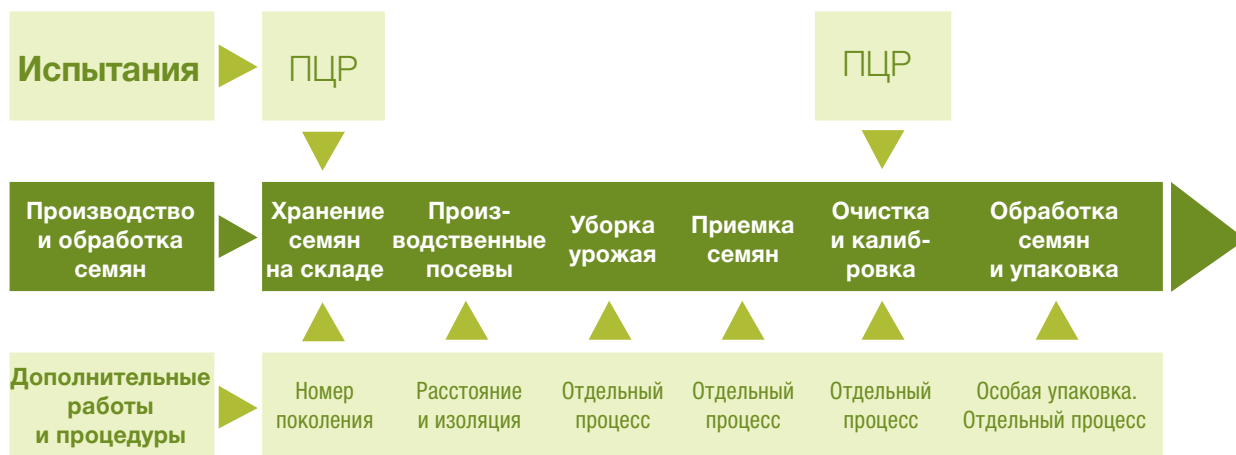 Испытания
ПЦР
ПЦР
Производство
и обработка
семян
Хранение
семян
на складе
Произ-
водственные
посевы
Уборка
урожая
Приемка
семян
Очистка
и калиб-
ровка
Обработка
семян
и упаковка
Дополнительные
работы
и процедуры
Номер
поколения
Расстояние
и изоляция
Отдельный
процесс
Отдельный
процесс
Отдельный
процесс
Особая упаковка.
Отдельный процесс